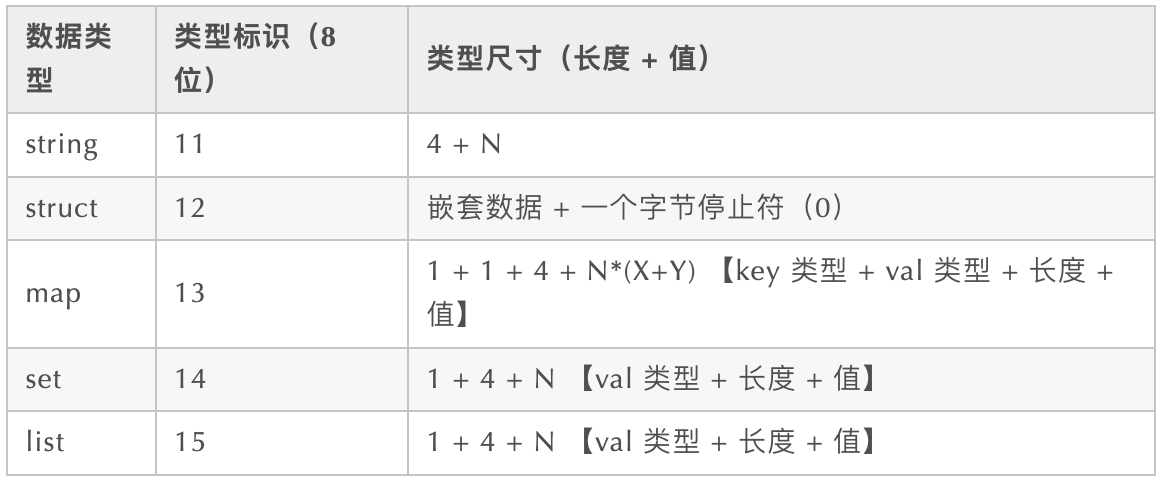 数据类型 类型标识（8位） 类型尺寸（长度 + 值）
string 11 4 + N
struct 12 嵌套数据 + 一个字节停止符（0）
map 13 1 + 1 + 4 + N*(X+Y) 【key 类型 + val 类型 + 长度 + 值】
set 14 1 + 4 + N 【val 类型 + 长度 + 值】
list 15 1 + 4 + N 【val 类型 + 长度 + 值】